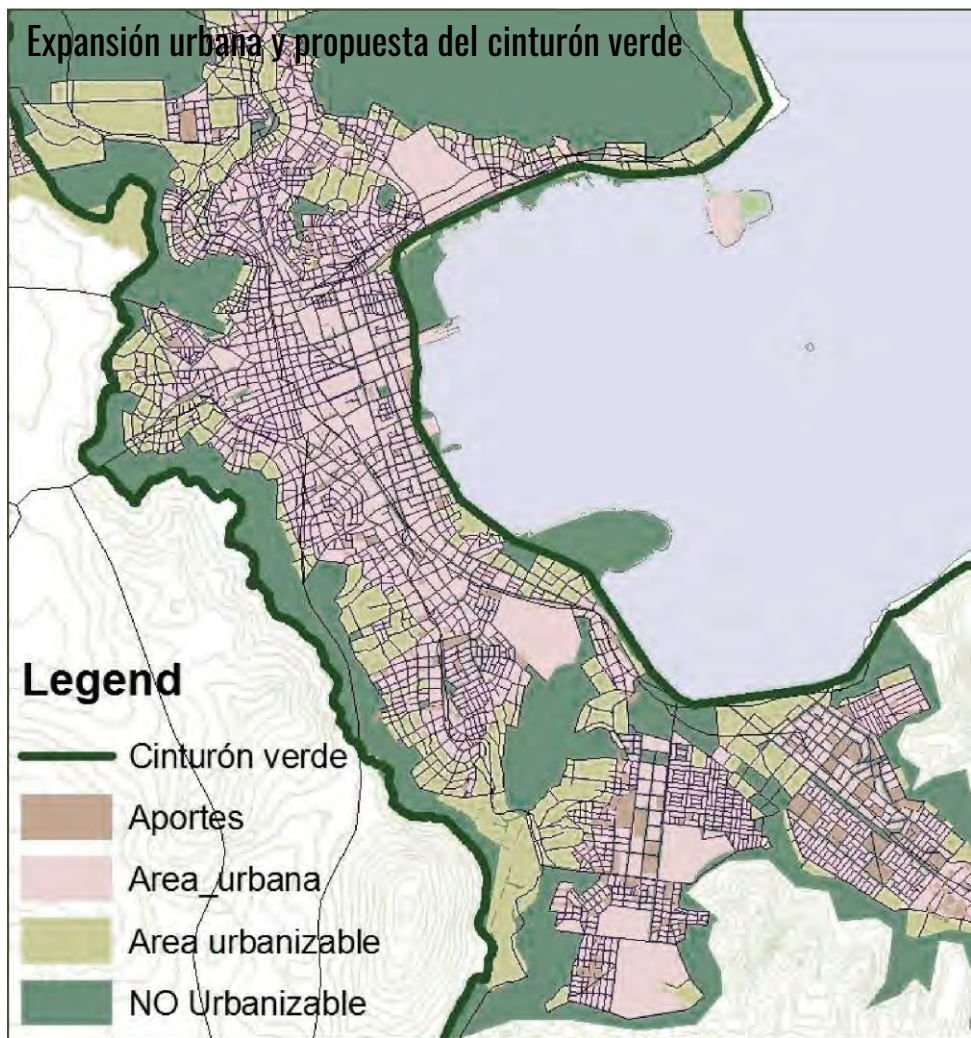 Expansión urbana y propuesta del cinturón verde
Legend
Cinturón verde
Aportes
Area_urbana
Area urbanizable
NO Urbanizable